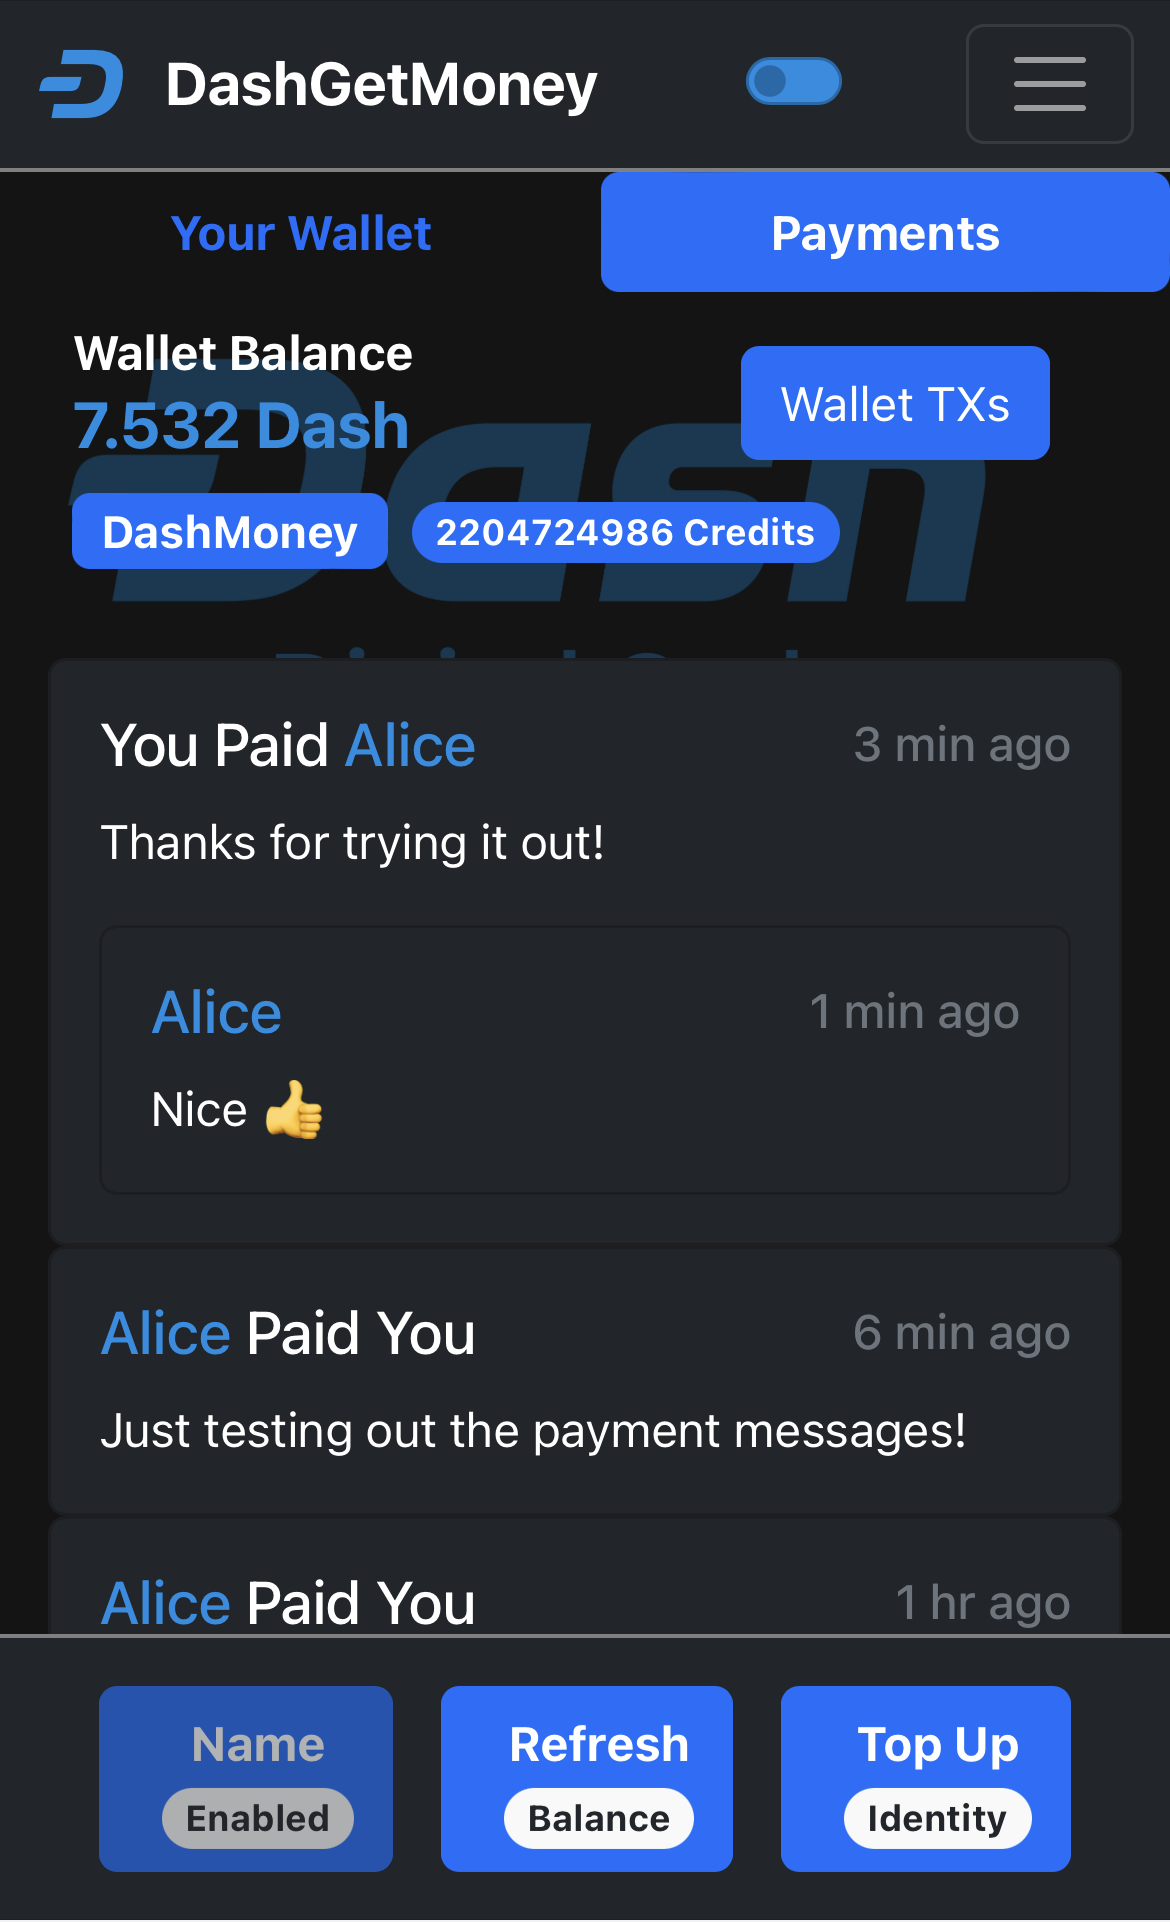 DashGetMoney
Your Wallet
Payments
Wallet Balance
7.532 Dash
Wallet TXs
DashMoney
2204724986 Credits
Dash
You Paid Alice
3 min ago
Thanks for trying it out!
Alice
1 min ago
Nice 👍
Alice Paid You
6 min ago
Just testing out the payment messages!
Alice Paid You
1 hr ago
Name
Enabled
Refresh
Balance
Top Up
Identity